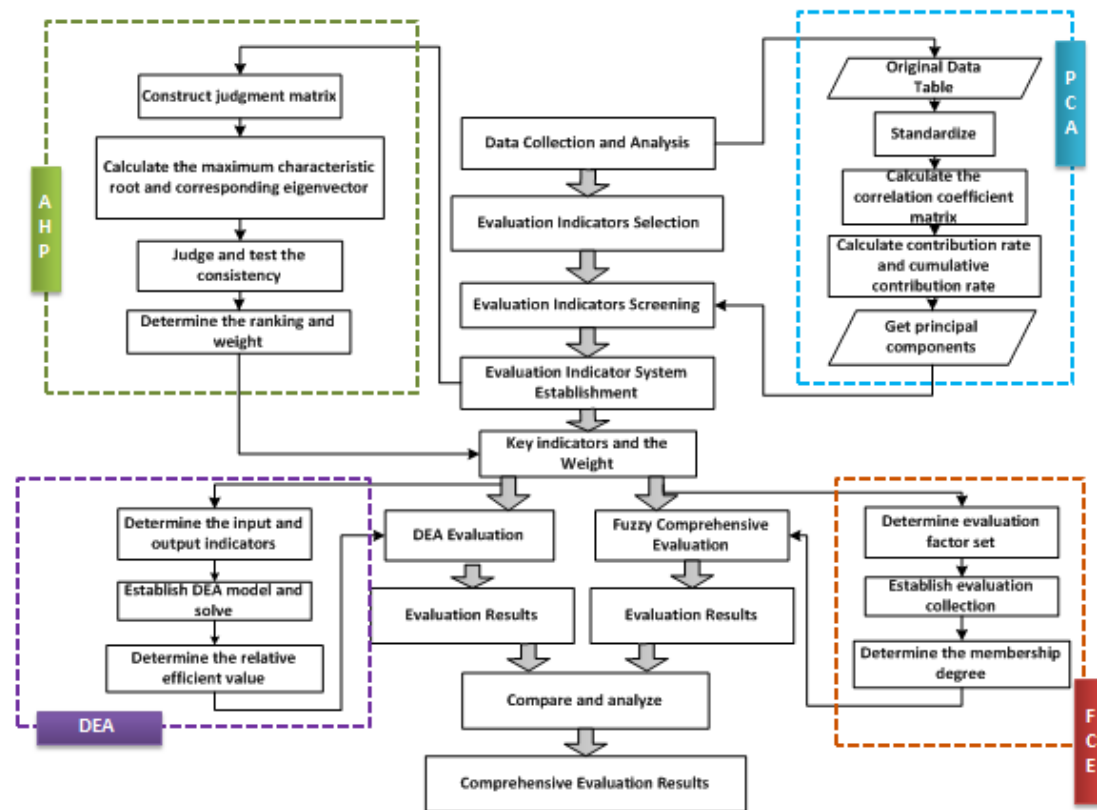 Construct judgment matrix
Calculate the maximum characteristic
root and corresponding eigenvector
Judge and test the
consistency
Determine the ranking and
weight
A
H
P
Data Collection and Analysis
Evaluation Indicators Selection
Evaluation Indicators Screening
Evaluation Indicator System
Establishment
Key indicators and the
Weight
Original Data
Table
Standardize
Calculate the
correlation coefficient
matrix
Calculate contribution rate
and cumulative
contribution rate
Get principal
components
P
C
A
Determine the input and
output indicators
Establish DEA model and
solve
Determine the relative
efficient value
DEA
DEA Evaluation
Evaluation Results
Fuzzy Comprehensive
Evaluation
Evaluation Results
Compare and analyze
Comprehensive Evaluation Results
Determine evaluation
factor set
Establish evaluation
collection
Determine the membership
degree
F
C
E